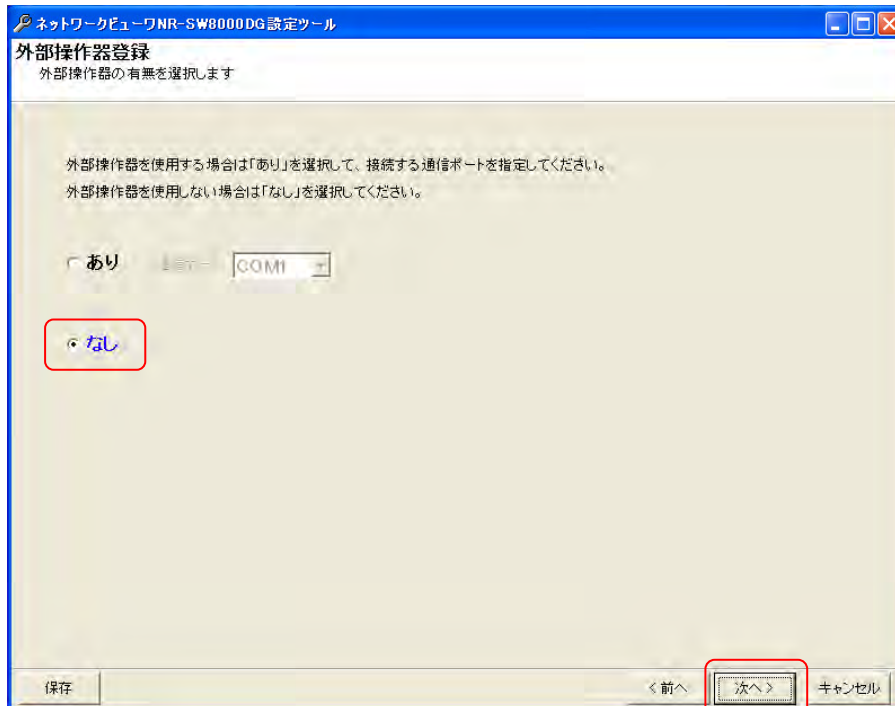 ネットワークビューワNR-SW8000DG設定ツール
外部操作器登録
外部操作器の有無を選択します
外部操作器を使用する場合は「あり」を選択して、接続する通信ポートを指定してください。
外部操作器を使用しない場合は「なし」を選択してください。
あり COM1
なし
保存 <前へ 次へ> キャンセル